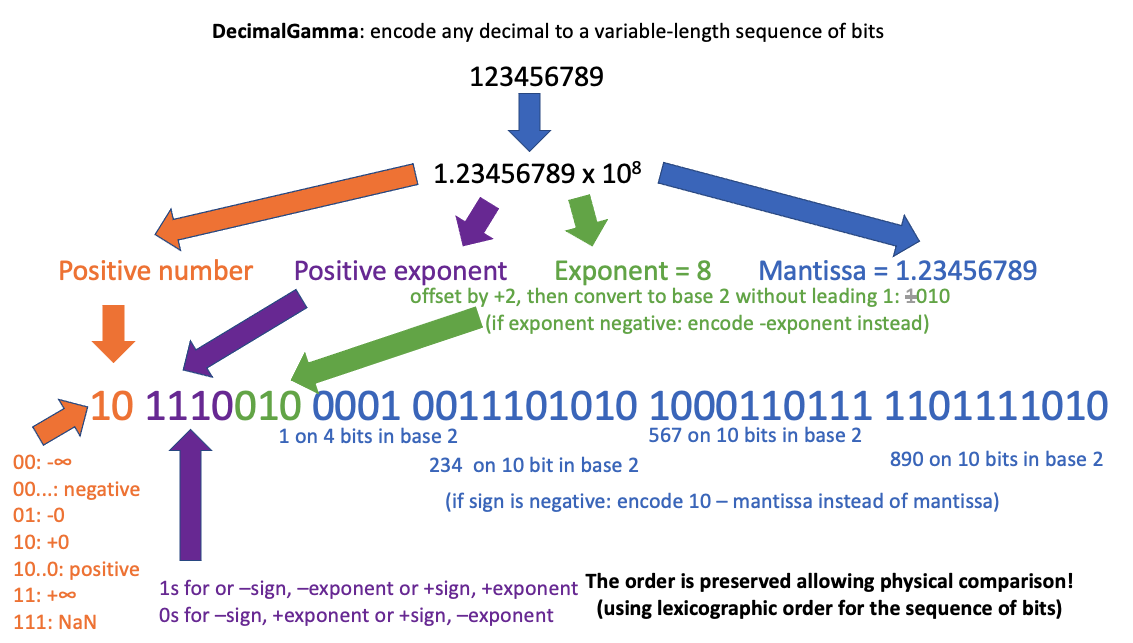 DecimalGamma: encode any decimal to a variable-length sequence of bits
123456789
1.23456789 x 10⁸
Positive number
Positive exponent
Exponent = 8
Mantissa = 1.23456789
offset by +2, then convert to base 2 without leading 1: 1010
(if exponent negative: encode -exponent instead)
10 1110010 0001 0011101010 1000110111 1101111010
1 on 4 bits in base 2
567 on 10 bits in base 2
234 on 10 bit in base 2
890 on 10 bits in base 2
(if sign is negative: encode 10 – mantissa instead of mantissa)
00: -∞
00...: negative
01: -0
10: +0
10..0: positive
11: +∞
111: NaN
1s for or –sign, –exponent or +sign, +exponent
0s for –sign, +exponent or +sign, –exponent
The order is preserved allowing physical comparison!
(using lexicographic order for the sequence of bits)